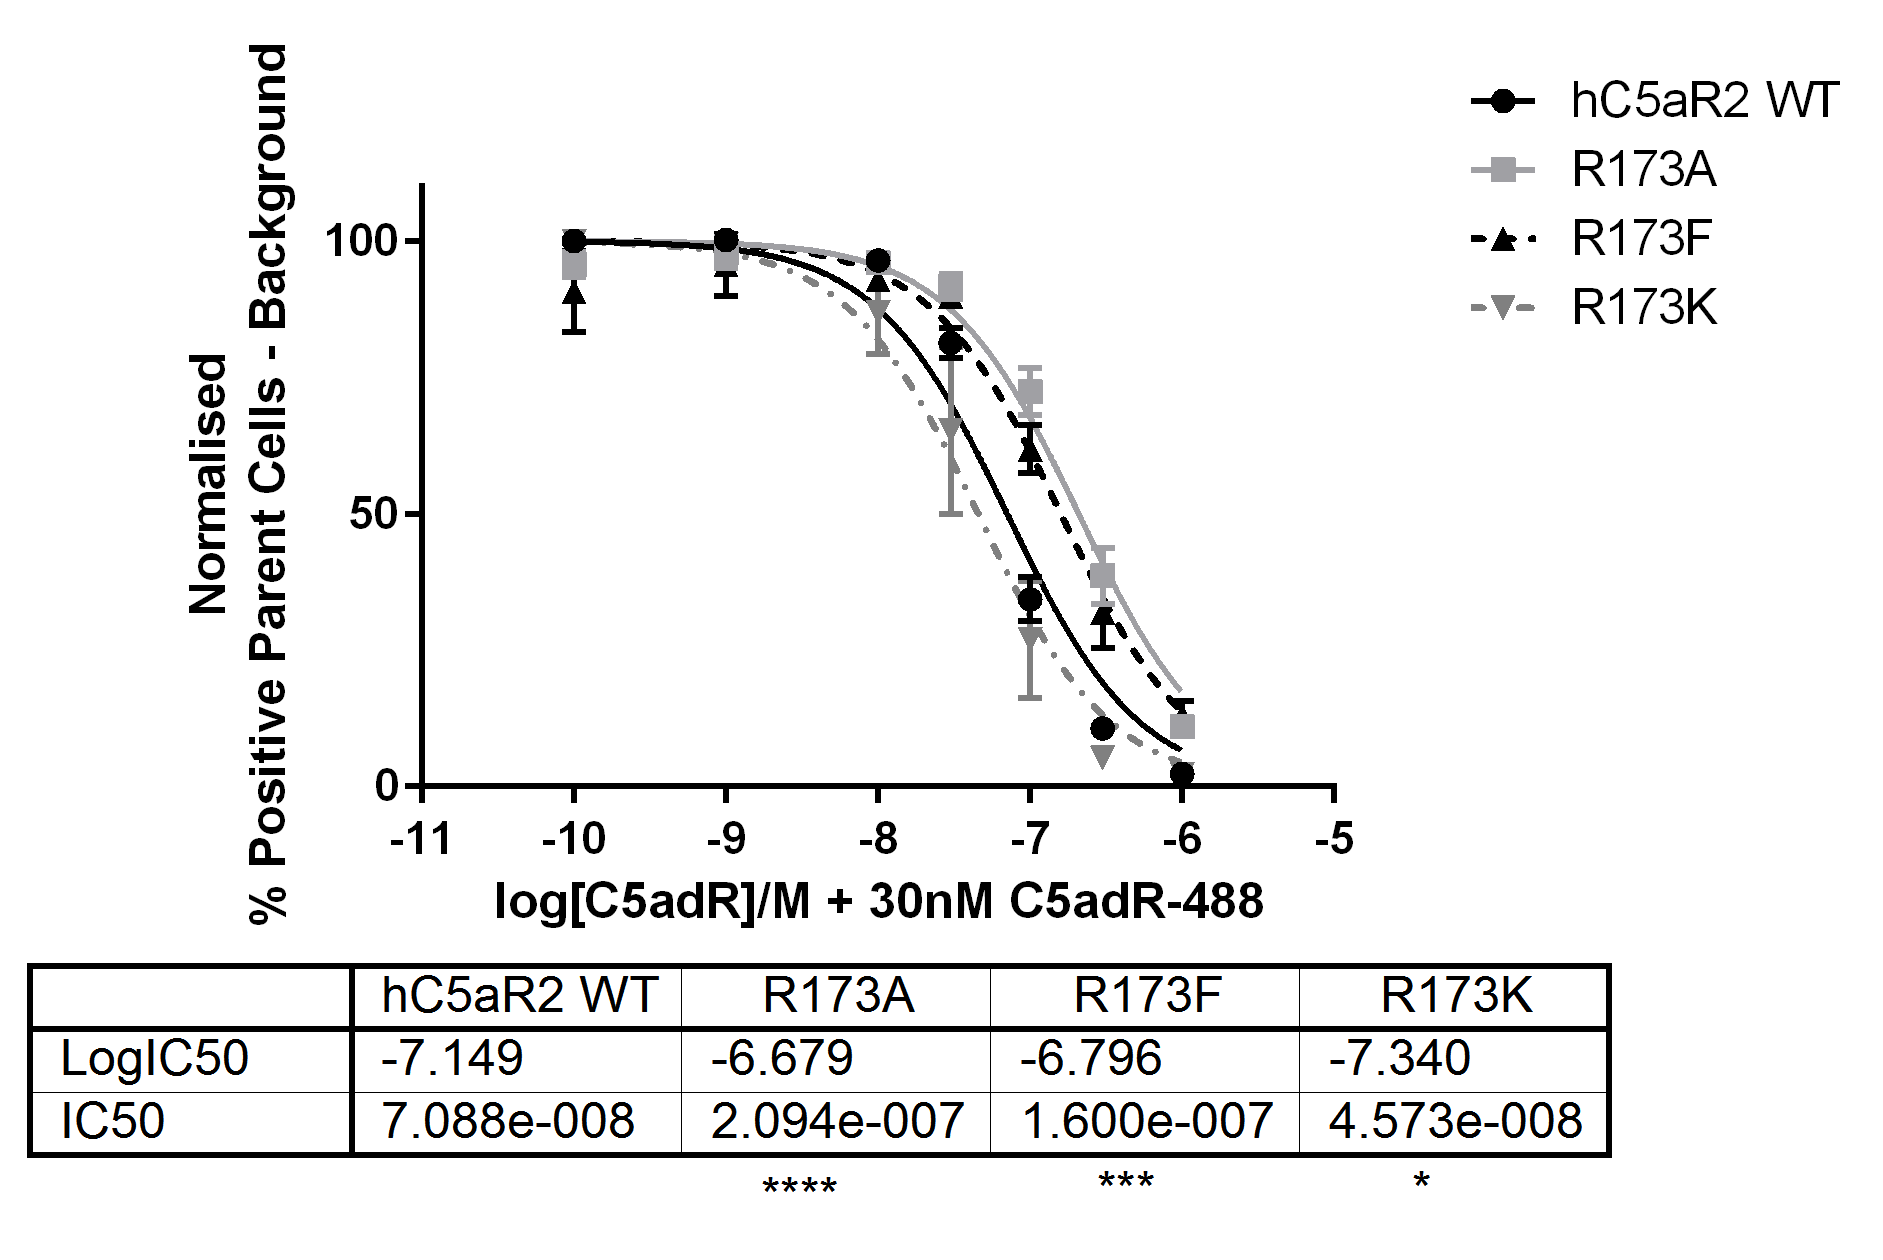 Normalised
% Positive Parent Cells - Background
hC5aR2 WT
R173A
R173F
R173K
100
50
0
-11 -10 -9 -8 -7 -6 -5
log[C5adR]/M + 30nM C5adR-488
hC5aR2 WT R173A R173F R173K
LogIC50 -7.149 -6.679 -6.796 -7.340
IC50 7.088e-008 2.094e-007 1.600e-007 4.573e-008
**** *** *